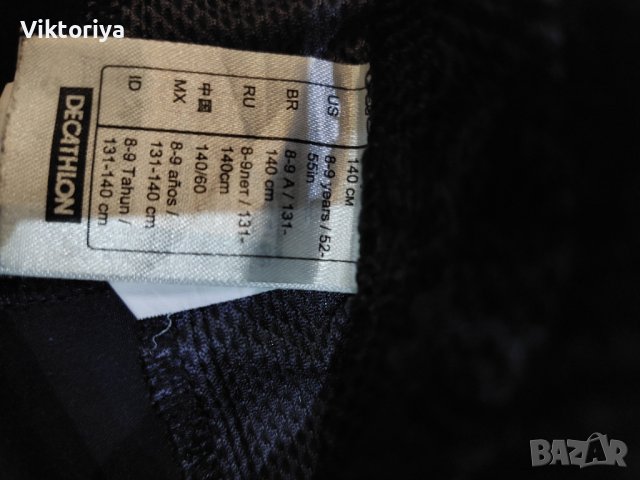 Viktoriya
140 см
US 8-9 years / 52-
55in
BR 8-9 A / 131-
140 cm
RU 8-9лет / 131-
140cm
中国 140/60
MX 8-9 años /
131-140 cm
ID 8-9 Tahun /
131-140 cm
DECATHLON
BAZAR